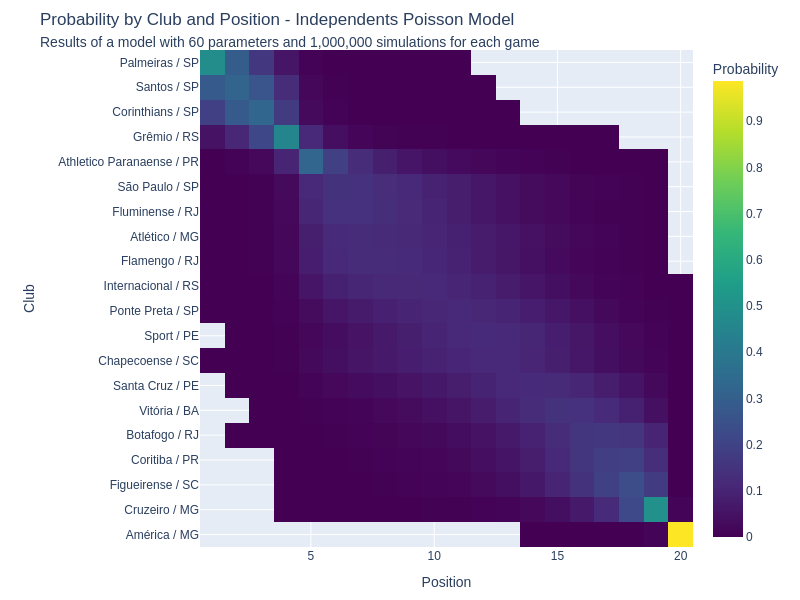 Probability by Club and Position - Independents Poisson Model
Results of a model with 60 parameters and 1,000,000 simulations for each game
Probability
Palmeiras / SP
Santos / SP
Corinthians / SP
Grêmio / RS
Athletico Paranaense / PR
São Paulo / SP
Fluminense / RJ
Atlético / MG
Flamengo / RJ
Internacional / RS
Ponte Preta / SP
Sport / PE
Chapecoense / SC
Santa Cruz / PE
Vitória / BA
Botafogo / RJ
Coritiba / PR
Figueirense / SC
Cruzeiro / MG
América / MG
Club
5
10
15
20
Position
0.9
0.8
0.7
0.6
0.5
0.4
0.3
0.2
0.1
0